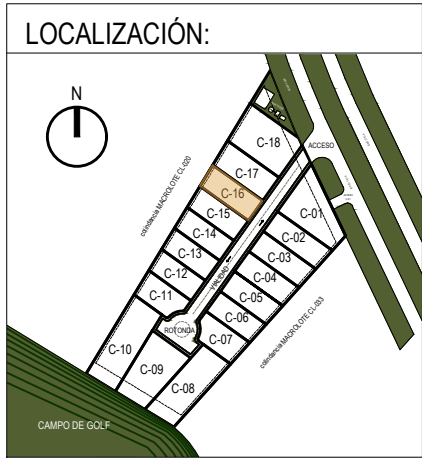 LOCALIZACIÓN:
N
ACCESO
C-18
C-17
C-16
C-15
C-14
C-13
C-12
C-11
C-10
C-09
C-08
C-07
C-06
C-05
C-04
C-03
C-02
C-01
colindancia MACROLOTE CL-020
VIALIDAD
ROTONDA
colindancia MACROLOTE CL-033
CAMPO DE GOLF